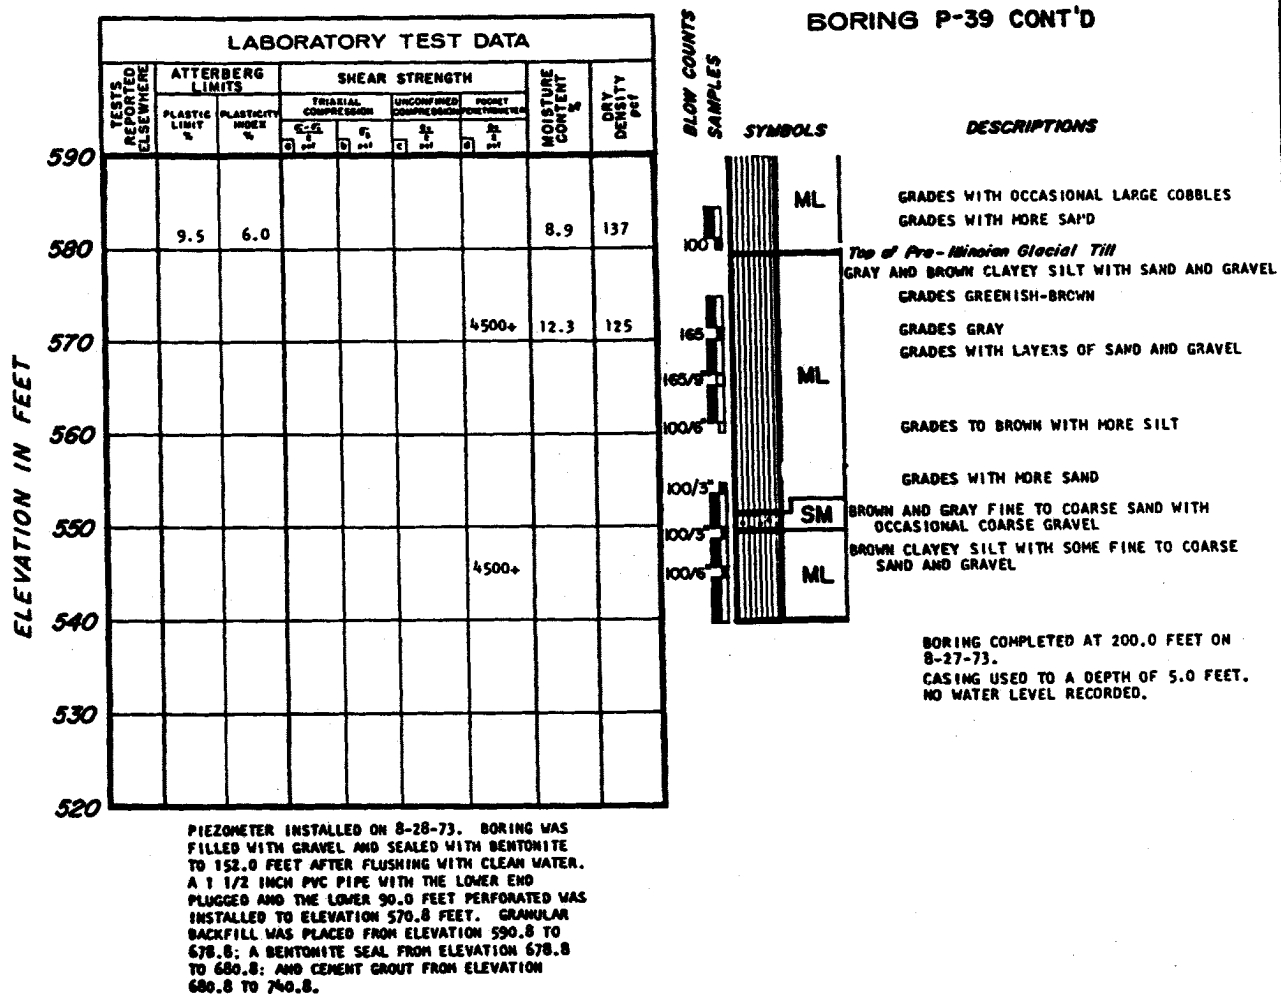 BORING P-39 CONT'D
LABORATORY TEST DATA
TESTS REPORTED ELSEWHERE
ATTERBERG LIMITS
SHEAR STRENGTH
MOISTURE CONTENT %
DRY DENSITY pcf
PLASTIC LIMIT %
PLASTICITY INDEX %
TRIAXIAL COMPRESSION
UNCONFINED COMPRESSION
POCKET PENETROMETER
a psf
b psf
c psf
d psf
BLOW COUNTS
SAMPLES
SYMBOLS
DESCRIPTIONS
ELEVATION IN FEET
590
ML
GRADES WITH OCCASIONAL LARGE COBBLES
GRADES WITH MORE SAND
9.5 6.0 8.9 137
580
100
Top of Pre-Illinoian Glacial Till
GRAY AND BROWN CLAYEY SILT WITH SAND AND GRAVEL
GRADES GREENISH-BROWN
4500+ 12.3 125
570
165
GRADES GRAY
GRADES WITH LAYERS OF SAND AND GRAVEL
165/9"
ML
560
100/6"
GRADES TO BROWN WITH MORE SILT
GRADES WITH MORE SAND
100/3"
SM
BROWN AND GRAY FINE TO COARSE SAND WITH
OCCASIONAL COARSE GRAVEL
550
100/3"
BROWN CLAYEY SILT WITH SOME FINE TO COARSE
SAND AND GRAVEL
4500+
100/6"
ML
540
BORING COMPLETED AT 200.0 FEET ON
8-27-73.
CASING USED TO A DEPTH OF 5.0 FEET.
NO WATER LEVEL RECORDED.
530
520
PIEZOMETER INSTALLED ON 8-28-73. BORING WAS
FILLED WITH GRAVEL AND SEALED WITH BENTONITE
TO 152.0 FEET AFTER FLUSHING WITH CLEAN WATER.
A 1 1/2 INCH PVC PIPE WITH THE LOWER END
PLUGGED AND THE LOWER 90.0 FEET PERFORATED WAS
INSTALLED TO ELEVATION 570.8 FEET. GRANULAR
BACKFILL WAS PLACED FROM ELEVATION 590.8 TO
678.8; A BENTONITE SEAL FROM ELEVATION 678.8
TO 680.8; AND CEMENT GROUT FROM ELEVATION
680.8 TO 740.8.